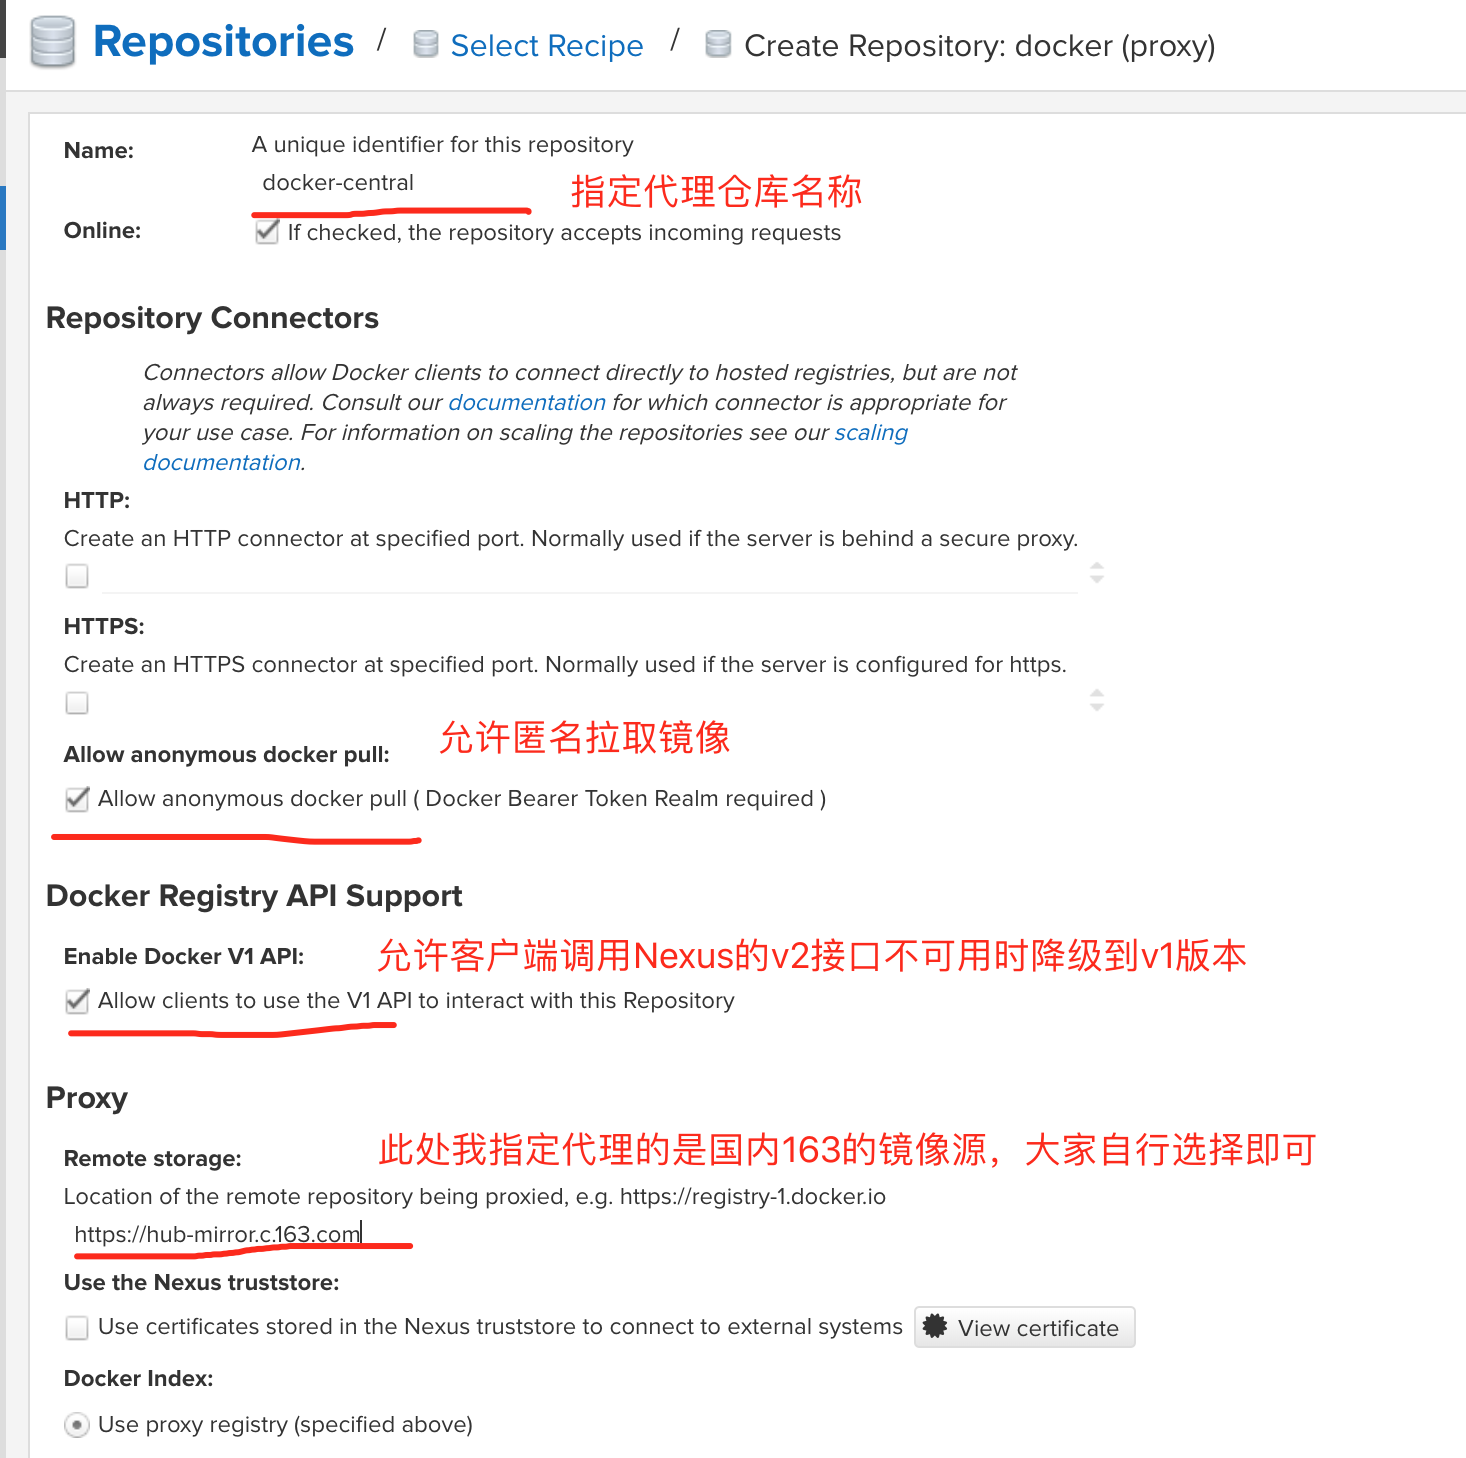 Repositories / Select Recipe / Create Repository: docker (proxy)
Name:
A unique identifier for this repository
docker-central
指定代理仓库名称
Online:
If checked, the repository accepts incoming requests
Repository Connectors
Connectors allow Docker clients to connect directly to hosted registries, but are not
always required. Consult our documentation for which connector is appropriate for
your use case. For information on scaling the repositories see our scaling
documentation.
HTTP:
Create an HTTP connector at specified port. Normally used if the server is behind a secure proxy.
HTTPS:
Create an HTTPS connector at specified port. Normally used if the server is configured for https.
允许匿名拉取镜像
Allow anonymous docker pull:
Allow anonymous docker pull ( Docker Bearer Token Realm required )
Docker Registry API Support
Enable Docker V1 API:
允许客户端调用Nexus的v2接口不可用时降级到v1版本
Allow clients to use the V1 API to interact with this Repository
Proxy
此处我指定代理的是国内163的镜像源，大家自行选择即可
Remote storage:
Location of the remote repository being proxied, e.g. https://registry-1.docker.io
https://hub-mirror.c.163.com
Use the Nexus truststore:
Use certificates stored in the Nexus truststore to connect to external systems
View certificate
Docker Index:
Use proxy registry (specified above)